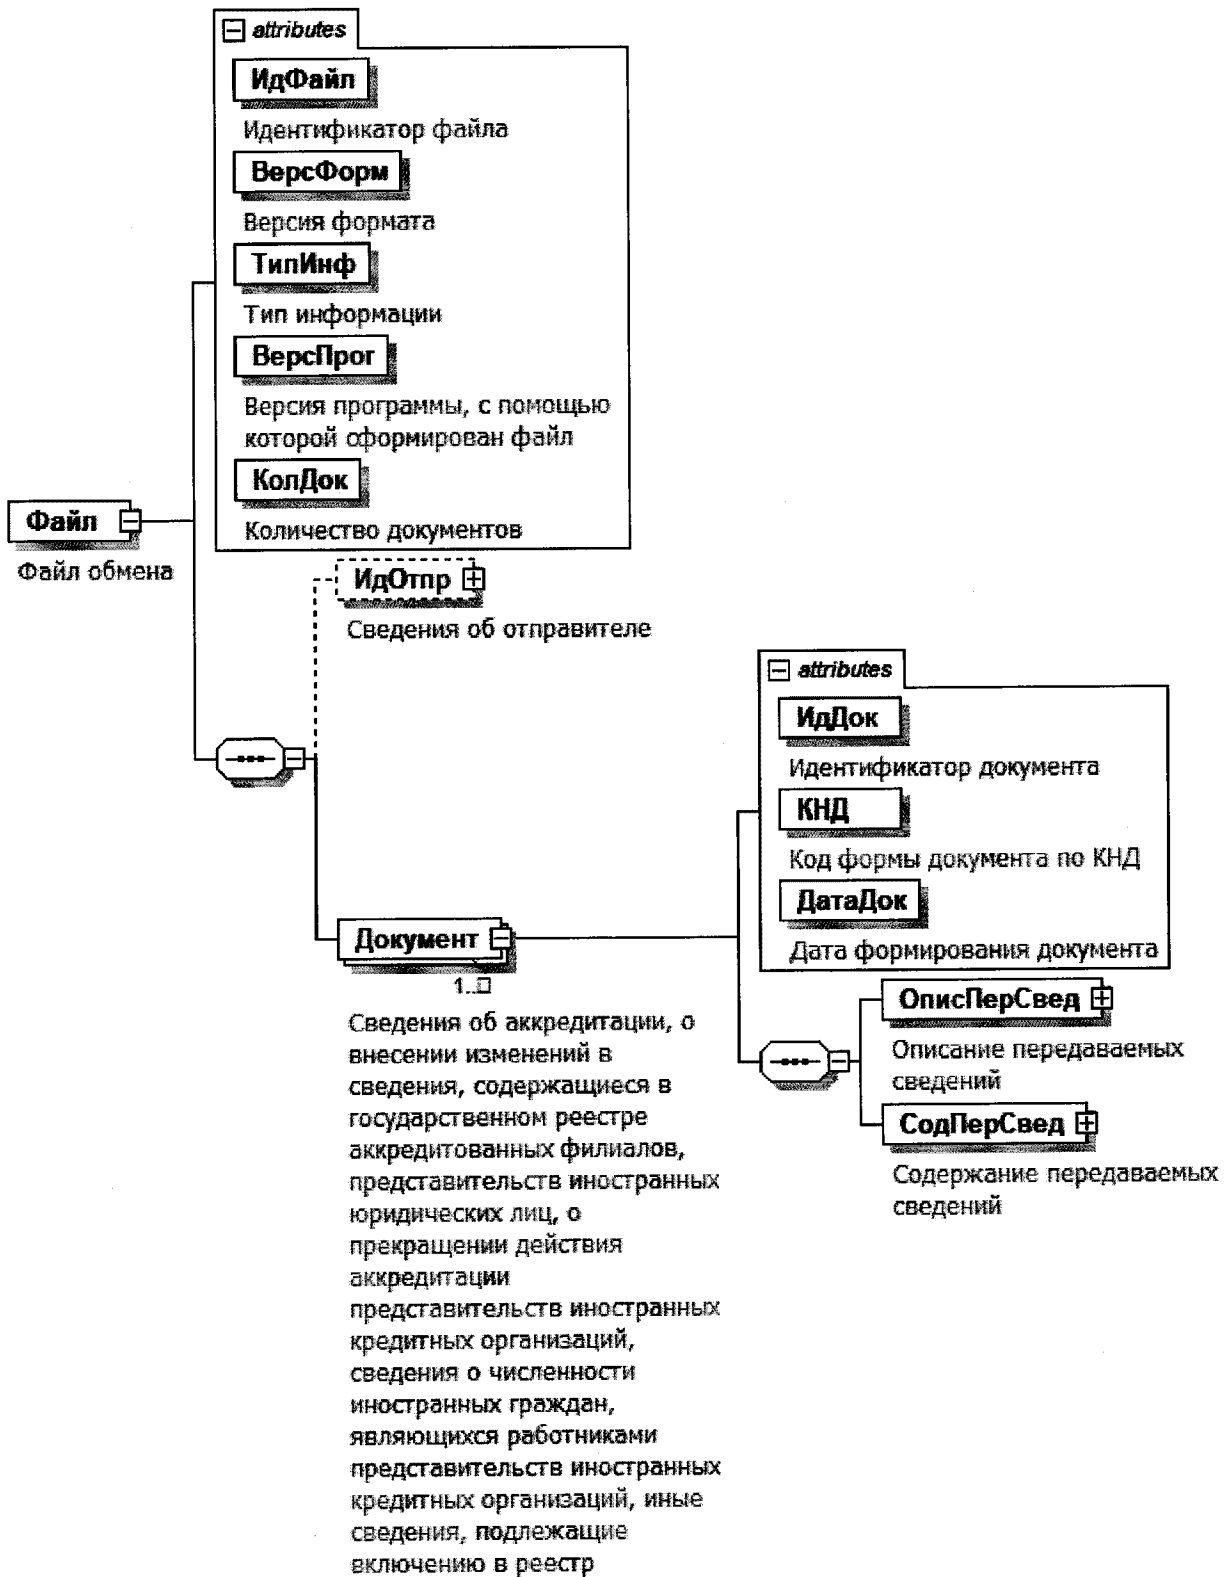 attributes
ИдФайл
Идентификатор файла
ВерсФорм
Версия формата
ТипИнф
Тип информации
ВерсПрог
Версия программы, с помощью
которой сформирован файл
КолДок
Количество документов
Файл
Файл обмена
ИдОтпр
Сведения об отправителе
attributes
ИдДок
Идентификатор документа
КНД
Код формы документа по КНД
ДатаДок
Дата формирования документа
Документ
1..□
Сведения об аккредитации, о
внесении изменений в
сведения, содержащиеся в
государственном реестре
аккредитованных филиалов,
представительств иностранных
юридических лиц, о
прекращении действия
аккредитации
представительств иностранных
кредитных организаций,
сведения о численности
иностранных граждан,
являющихся работниками
представительств иностранных
кредитных организаций, иные
сведения, подлежащие
включению в реестр
ОписПерСвед
Описание передаваемых
сведений
СодПерСвед
Содержание передаваемых
сведений